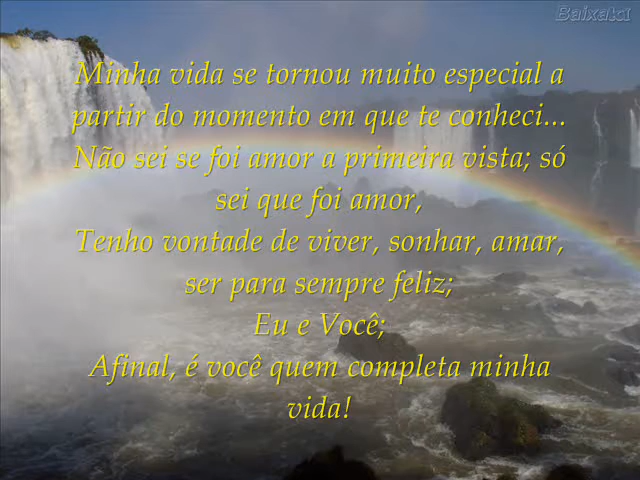 Baixaki
Minha vida se tornou muito especial a
partir do momento em que te conheci...
Não sei se foi amor a primeira vista; só
sei que foi amor,
Tenho vontade de viver, sonhar, amar,
ser para sempre feliz;
Eu e Você;
Afinal, é você quem completa minha
vida!